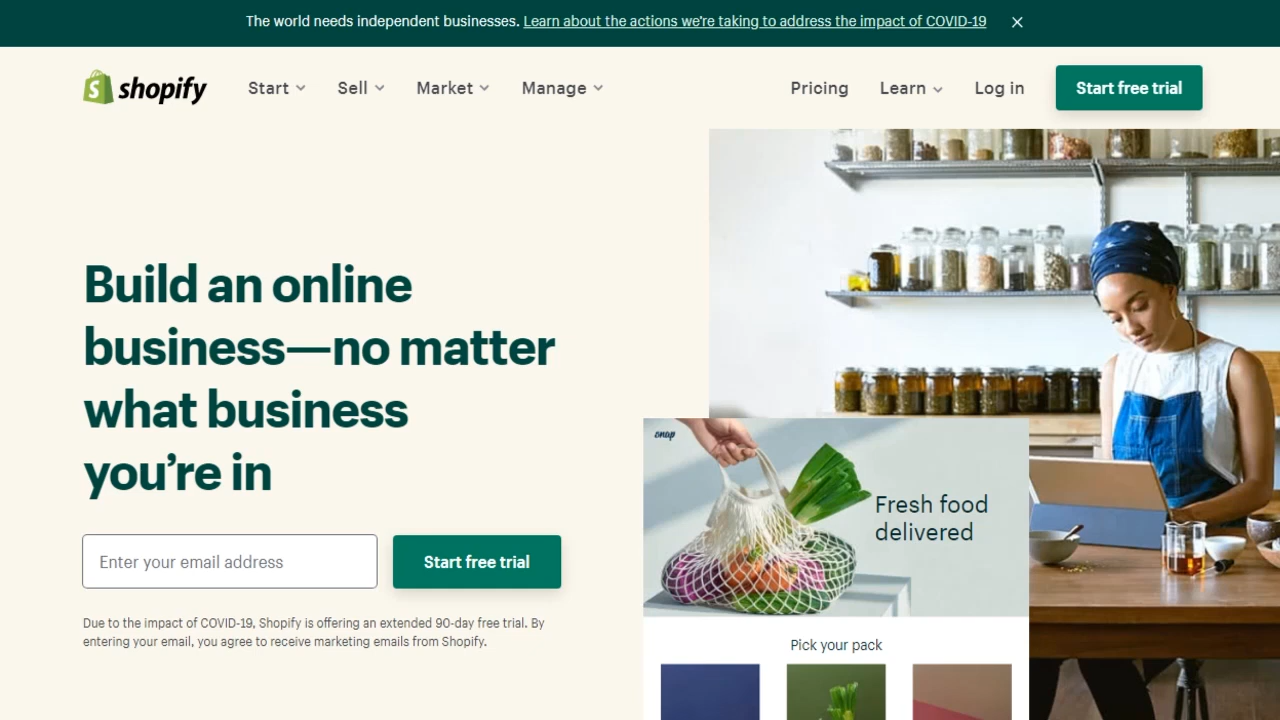 The world needs independent businesses. Learn about the actions we're taking to address the impact of COVID-19
shopify
Start
Sell
Market
Manage
Pricing
Learn
Log in
Start free trial
Build an online
business—no matter
what business
you’re in
Enter your email address
Start free trial
Due to the impact of COVID-19, Shopify is offering an extended 90-day free trial. By
entering your email, you agree to receive marketing emails from Shopify.
snap
Fresh food
delivered
Pick your pack